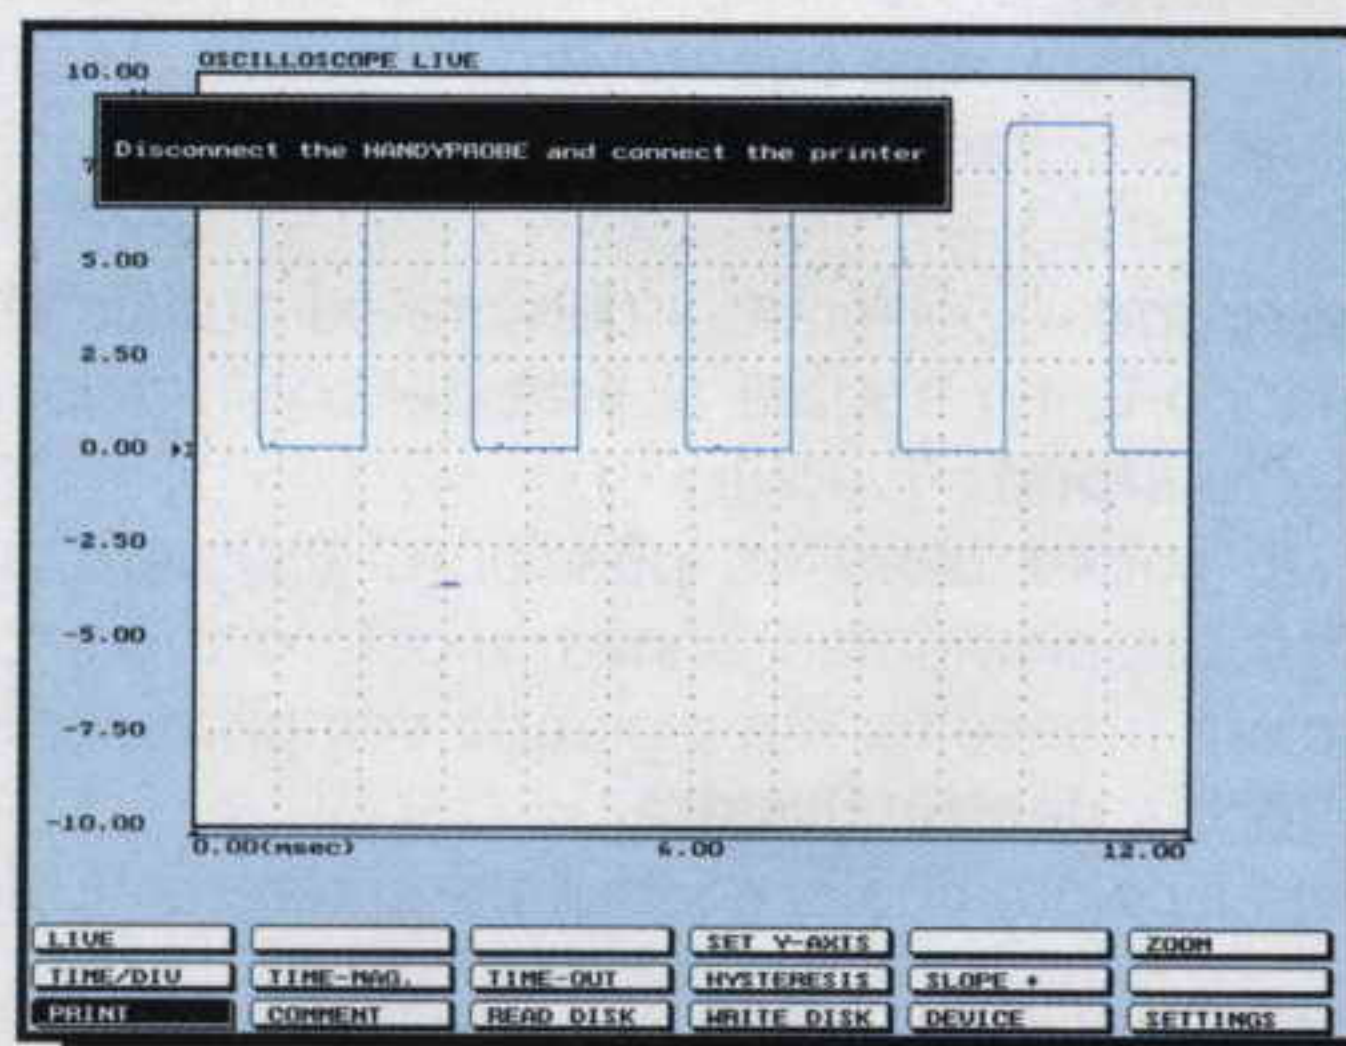 OSCILLOSCOPE LIVE
10.00
Disconnect the HANDYPROBE and connect the printer
5.00
2.50
0.00
-2.50
-5.00
-7.50
-10.00
0.00(msec) 6.00 12.00
LIVE SET Y-AXIS ZOOM
TIME/DIV TIME-MAG. TIME-OUT HYSTERESIS SLOPE +
PRINT COMMENT READ DISK WRITE DISK DEVICE SETTINGS